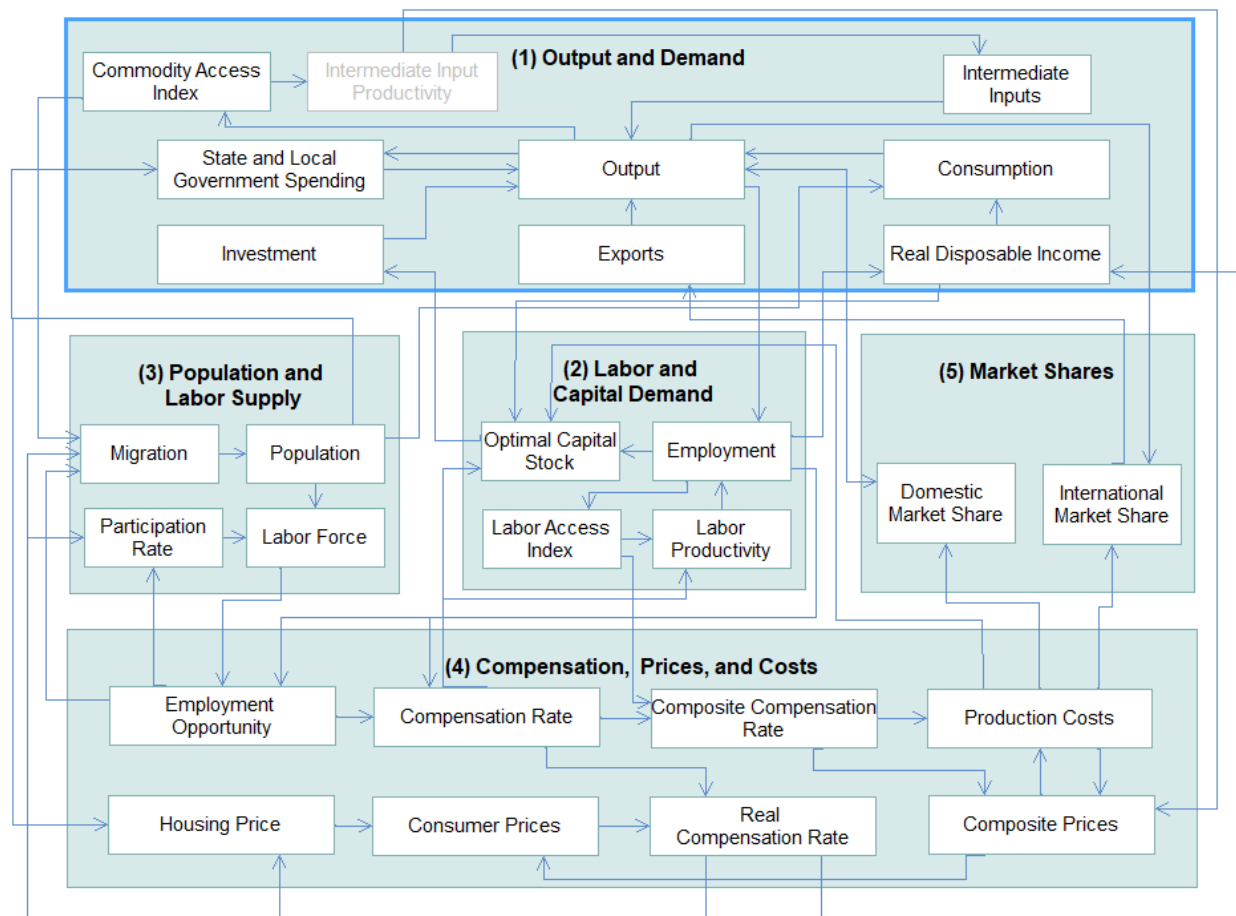 (1) Output and Demand
Commodity Access
Index
Intermediate Input
Productivity
Intermediate
Inputs
State and Local
Government Spending
Output
Consumption
Investment
Exports
Real Disposable Income
(3) Population and
Labor Supply
Migration
Population
Participation
Rate
Labor Force
(2) Labor and
Capital Demand
Optimal Capital
Stock
Employment
Labor Access
Index
Labor
Productivity
(5) Market Shares
Domestic
Market Share
International
Market Share
(4) Compensation, Prices, and Costs
Employment
Opportunity
Compensation Rate
Composite Compensation
Rate
Production Costs
Housing Price
Consumer Prices
Real
Compensation Rate
Composite Prices